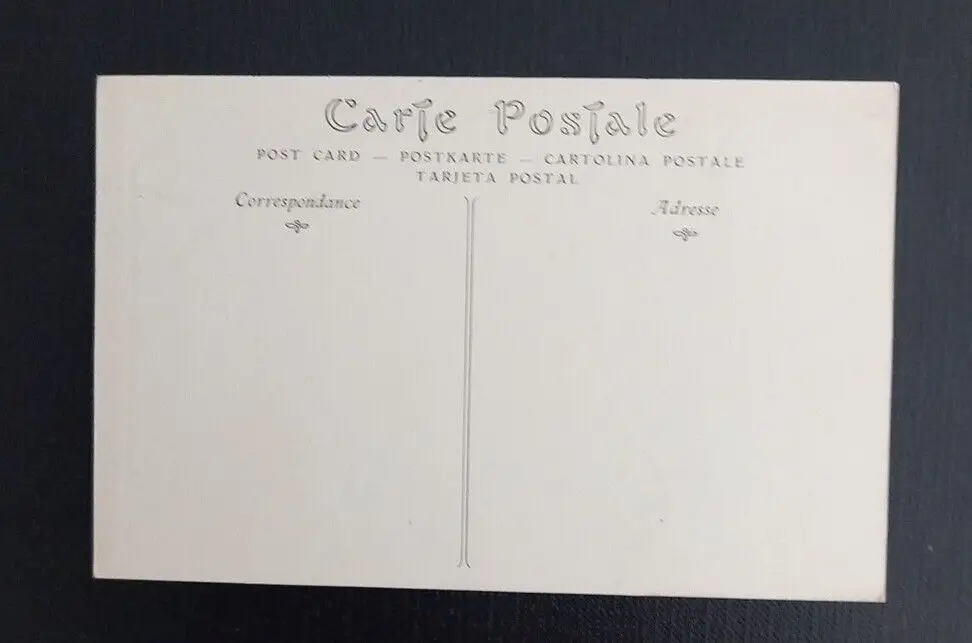 Carte Postale
POST CARD — POSTKARTE — CARTOLINA POSTALE
TARJETA POSTAL
Correspondance
Adresse